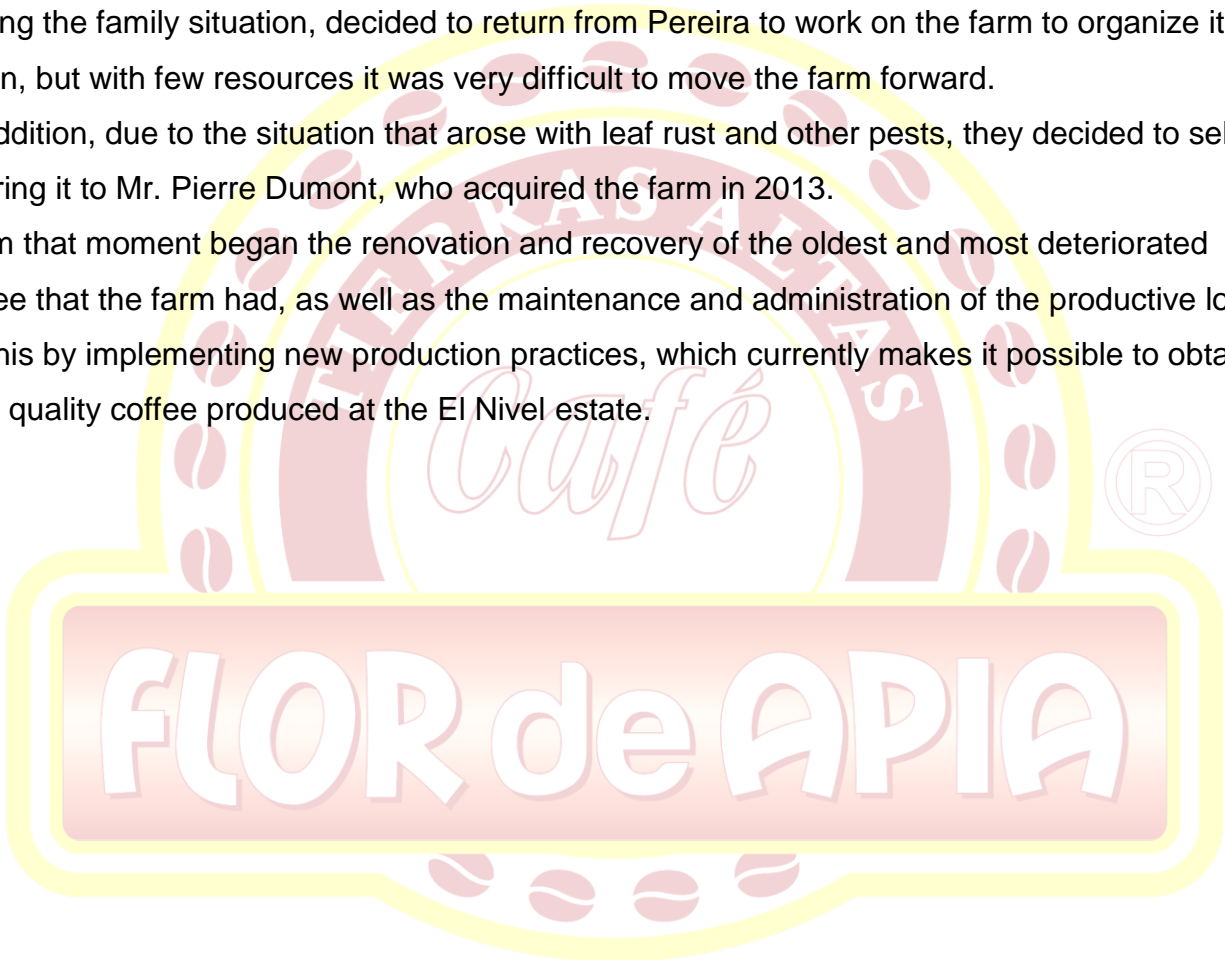 ng the family situation, decided to return from Pereira to work on the farm to organize it
n, but with few resources it was very difficult to move the farm forward.
ddition, due to the situation that arose with leaf rust and other pests, they decided to sel
ring it to Mr. Pierre Dumont, who acquired the farm in 2013.
m that moment began the renovation and recovery of the oldest and most deteriorated
ee that the farm had, as well as the maintenance and administration of the productive lo
his by implementing new production practices, which currently makes it possible to obta
quality coffee produced at the El Nivel estate.
TIERRAS ALTAS
Café
®
FLOR de APIA